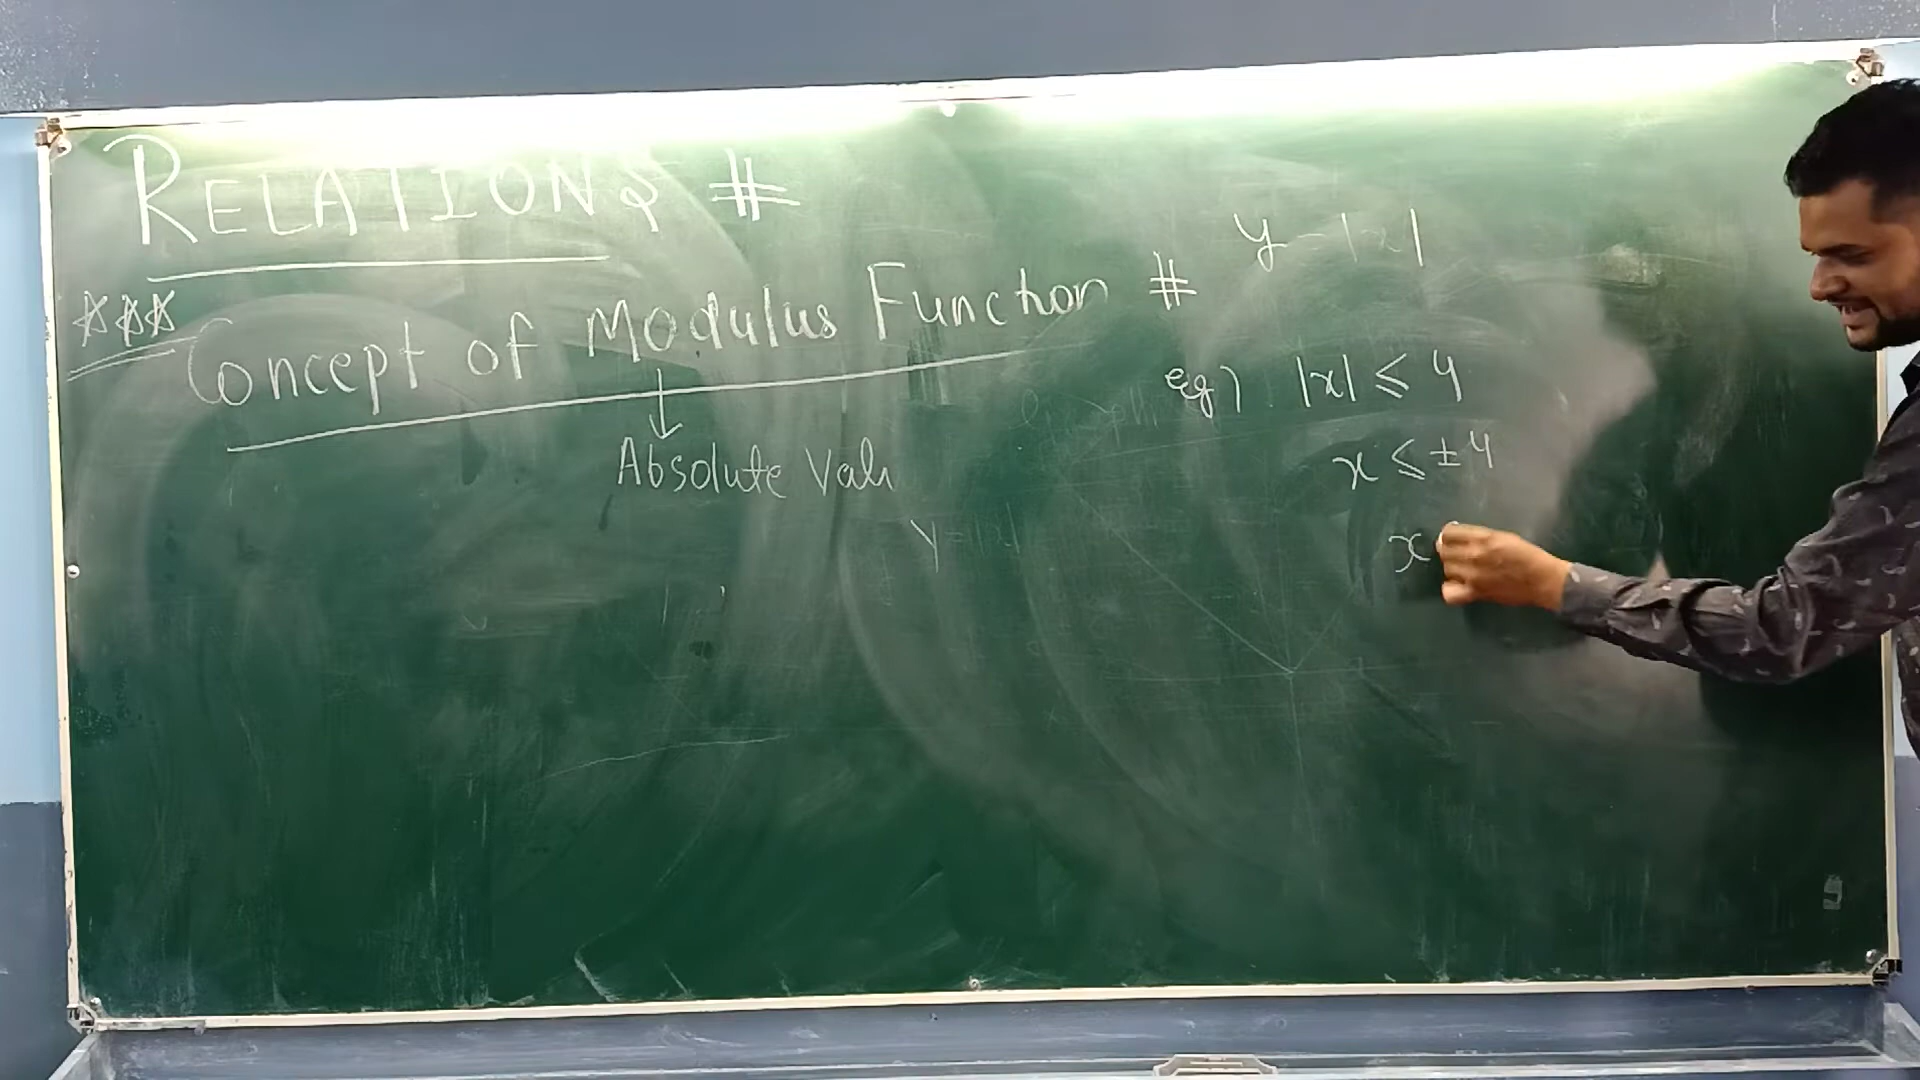 RELATIONS #
y = |x|
*** Concept of Modulus Function #
↓
Absolute Valu
eg) |x| ≤ 4
x ≤ ±4
x